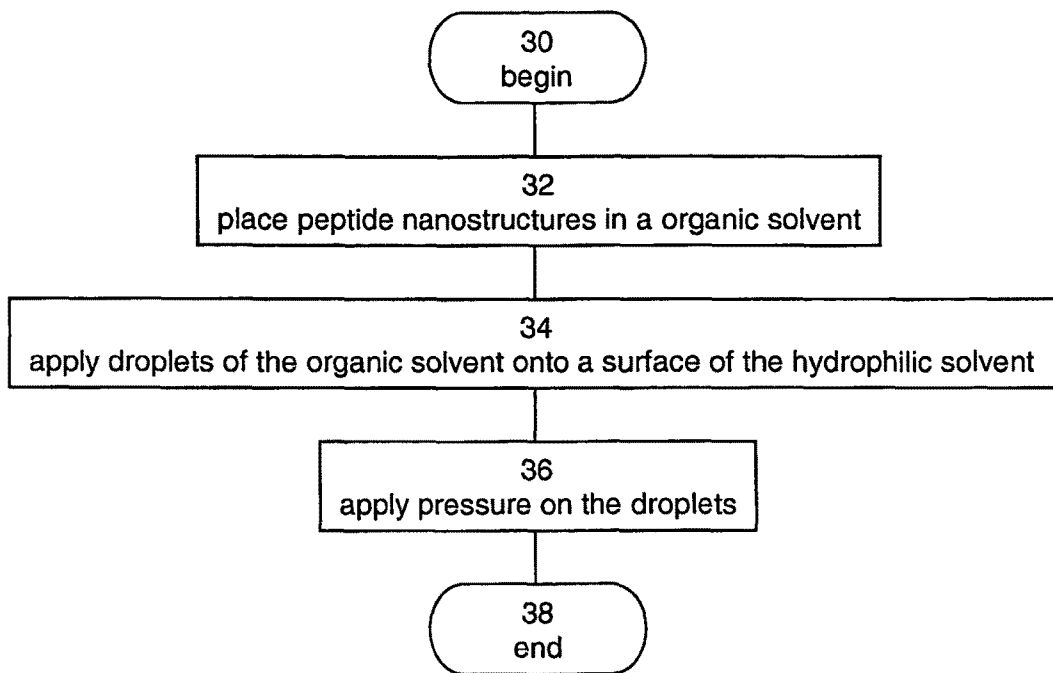 30
begin
32
place peptide nanostructures in a organic solvent
34
apply droplets of the organic solvent onto a surface of the hydrophilic solvent
36
apply pressure on the droplets
38
end